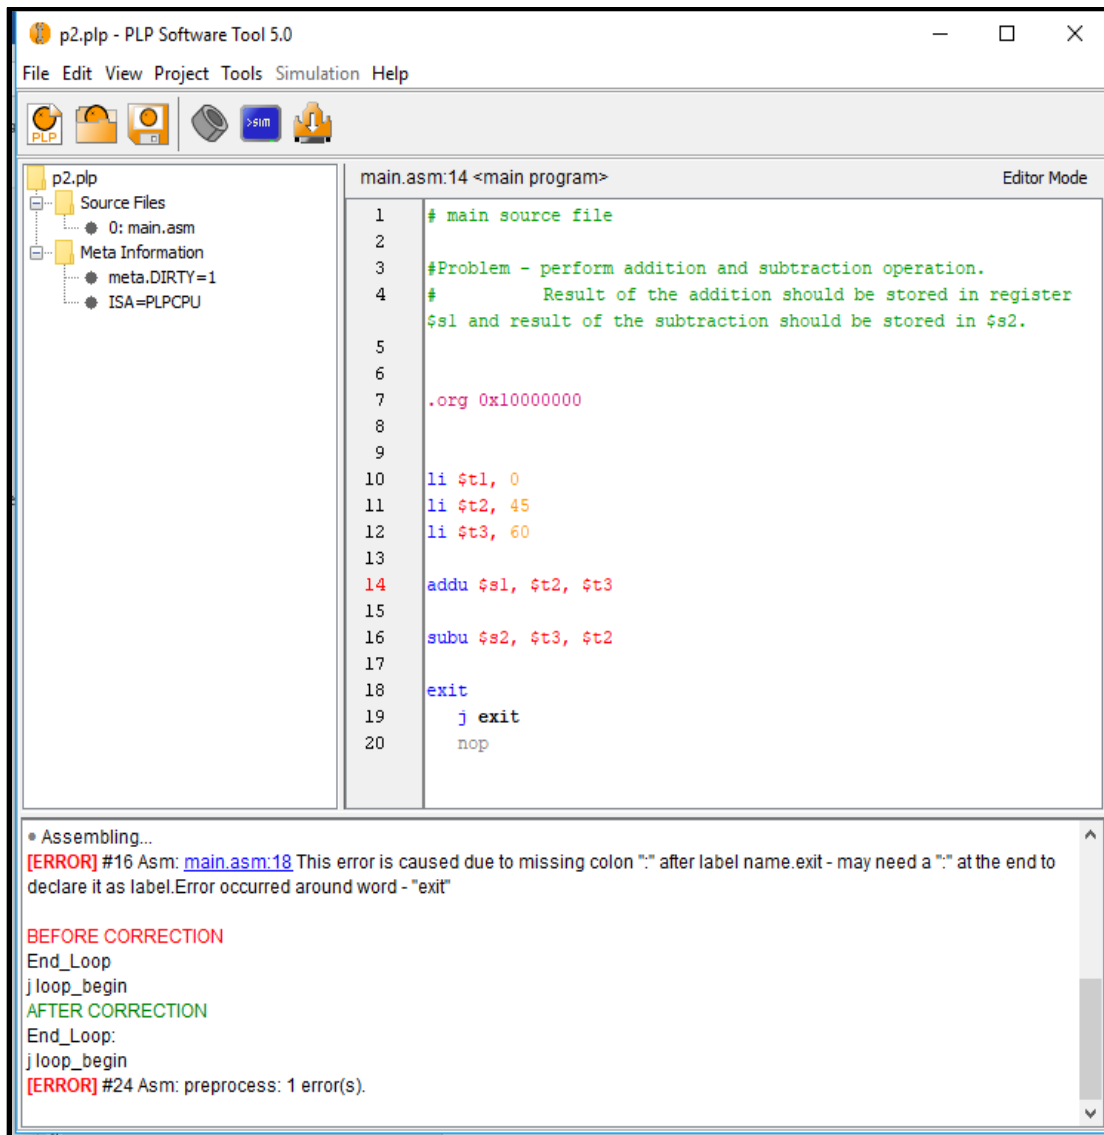 p2.plp - PLP Software Tool 5.0
File Edit View Project Tools Simulation Help
PLP
>sim
p2.plp
Source Files
0: main.asm
Meta Information
meta.DIRTY=1
ISA=PLPCPU
main.asm:14 <main program> Editor Mode
1 # main source file
2
3 #Problem - perform addition and subtraction operation.
4 # Result of the addition should be stored in register
$s1 and result of the subtraction should be stored in $s2.
5
6
7 .org 0x10000000
8
9
10 li $t1, 0
11 li $t2, 45
12 li $t3, 60
13
14 addu $s1, $t2, $t3
15
16 subu $s2, $t3, $t2
17
18 exit
19 j exit
20 nop
Assembling...
[ERROR] #16 Asm: main.asm:18 This error is caused due to missing colon ":" after label name.exit - may need a ":" at the end to
declare it as label.Error occurred around word - "exit"
BEFORE CORRECTION
End_Loop
j loop_begin
AFTER CORRECTION
End_Loop:
j loop_begin
[ERROR] #24 Asm: preprocess: 1 error(s).